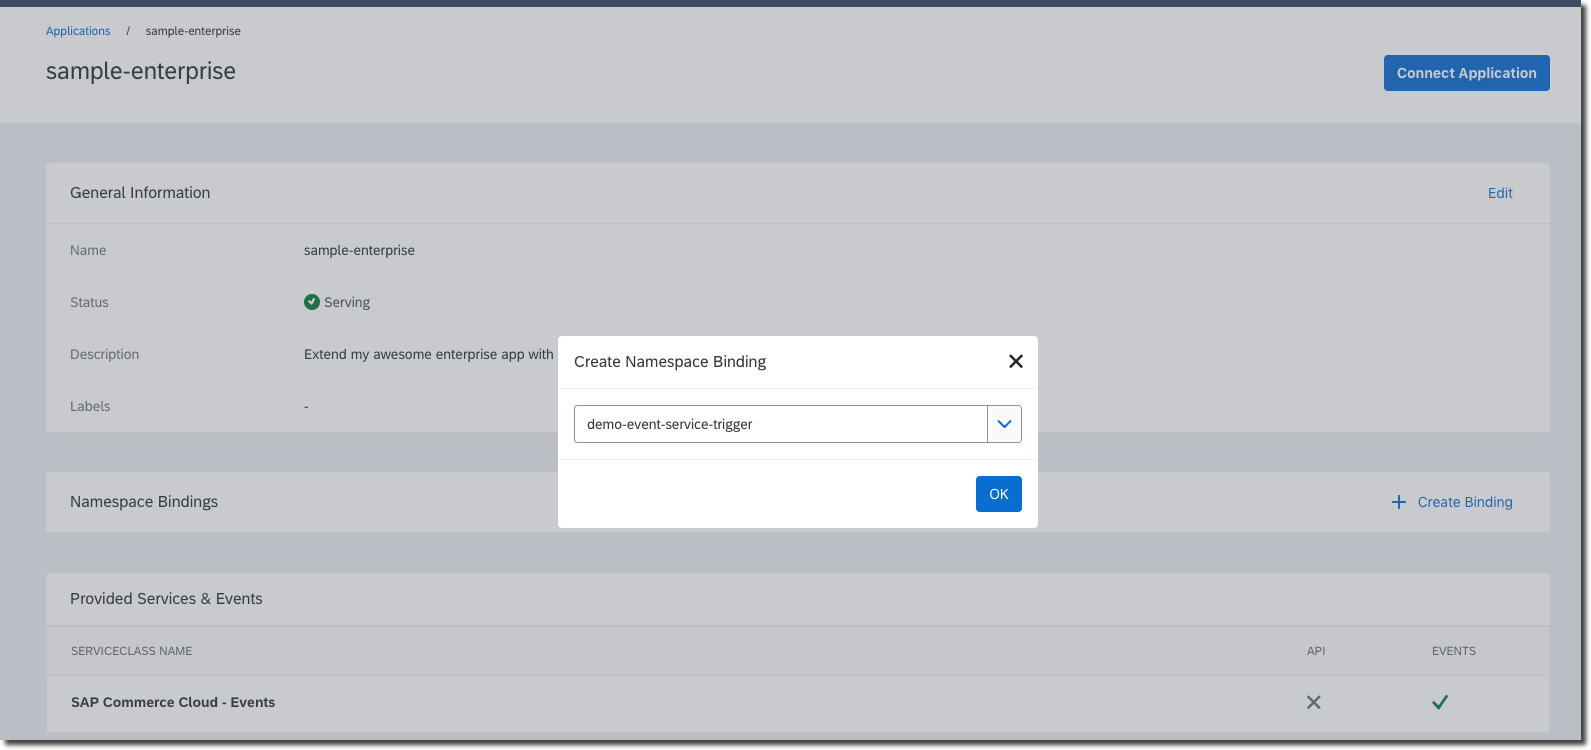 Applications / sample-enterprise
sample-enterprise
Connect Application
General Information
Edit
Name sample-enterprise
Status Serving
Description Extend my awesome enterprise app with
Labels -
Create Namespace Binding
demo-event-service-trigger
OK
Namespace Bindings
+ Create Binding
Provided Services & Events
SERVICECLASS NAME API EVENTS
SAP Commerce Cloud - Events